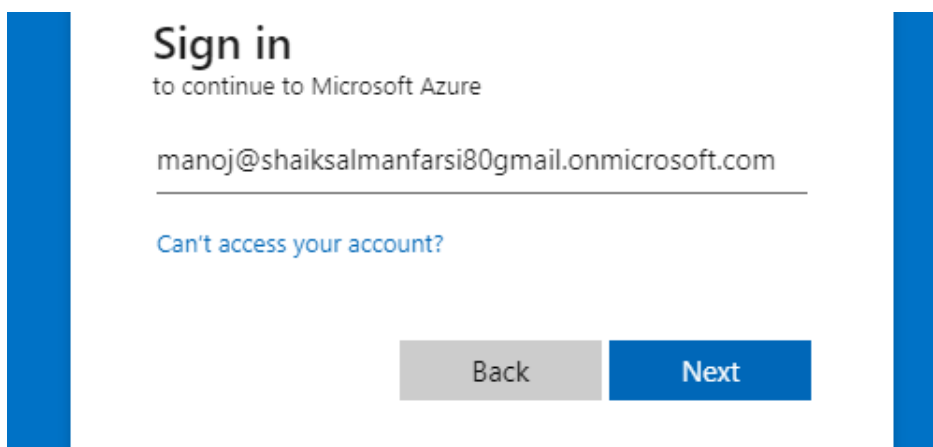 Sign in
to continue to Microsoft Azure
manoj@shaiksalmanfarsi80gmail.onmicrosoft.com
Can't access your account?
Back
Next